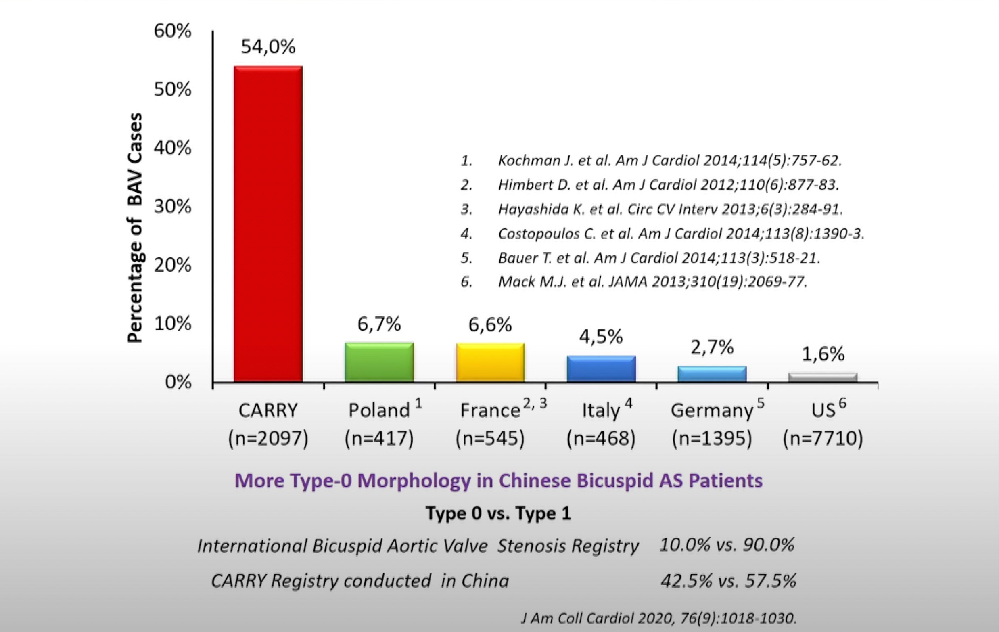 60%
54,0%
50%
40%
30%
20%
10%
0%
Percentage of BAV Cases
1. Kochman J. et al. Am J Cardiol 2014;114(5):757-62.
2. Himbert D. et al. Am J Cardiol 2012;110(6):877-83.
3. Hayashida K. et al. Circ CV Interv 2013;6(3):284-91.
4. Costopoulos C. et al. Am J Cardiol 2014;113(8):1390-3.
5. Bauer T. et al. Am J Cardiol 2014;113(3):518-21.
6. Mack M.J. et al. JAMA 2013;310(19):2069-77.
6,7% 6,6% 4,5% 2,7% 1,6%
CARRY Poland 1 France 2, 3 Italy 4 Germany 5 US 6
(n=2097) (n=417) (n=545) (n=468) (n=1395) (n=7710)
More Type-0 Morphology in Chinese Bicuspid AS Patients
Type 0 vs. Type 1
International Bicuspid Aortic Valve Stenosis Registry 10.0% vs. 90.0%
CARRY Registry conducted in China 42.5% vs. 57.5%
J Am Coll Cardiol 2020, 76(9):1018-1030.